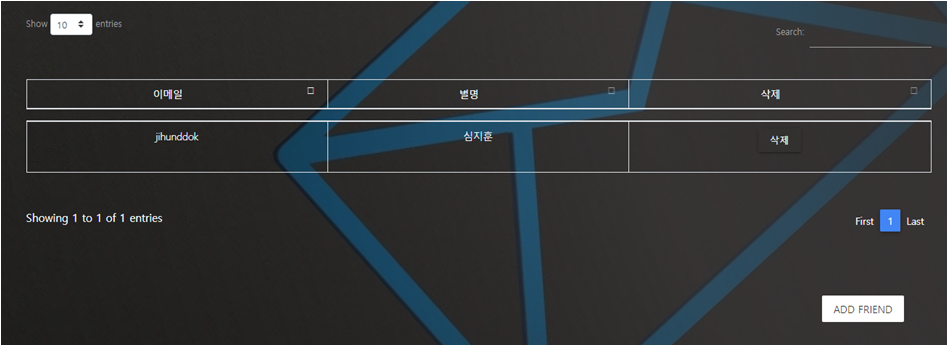 Show 10 entries
Search:
이메일 별명 삭제
jihunddok 심지훈 삭제
Showing 1 to 1 of 1 entries
First 1 Last
ADD FRIEND